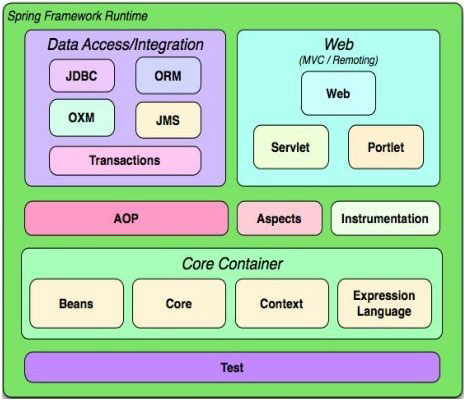 Spring Framework Runtime
Data Access/Integration
JDBC
ORM
OXM
JMS
Transactions
Web
(MVC / Remoting)
Web
Servlet
Portlet
AOP
Aspects
Instrumentation
Core Container
Beans
Core
Context
Expression
Language
Test